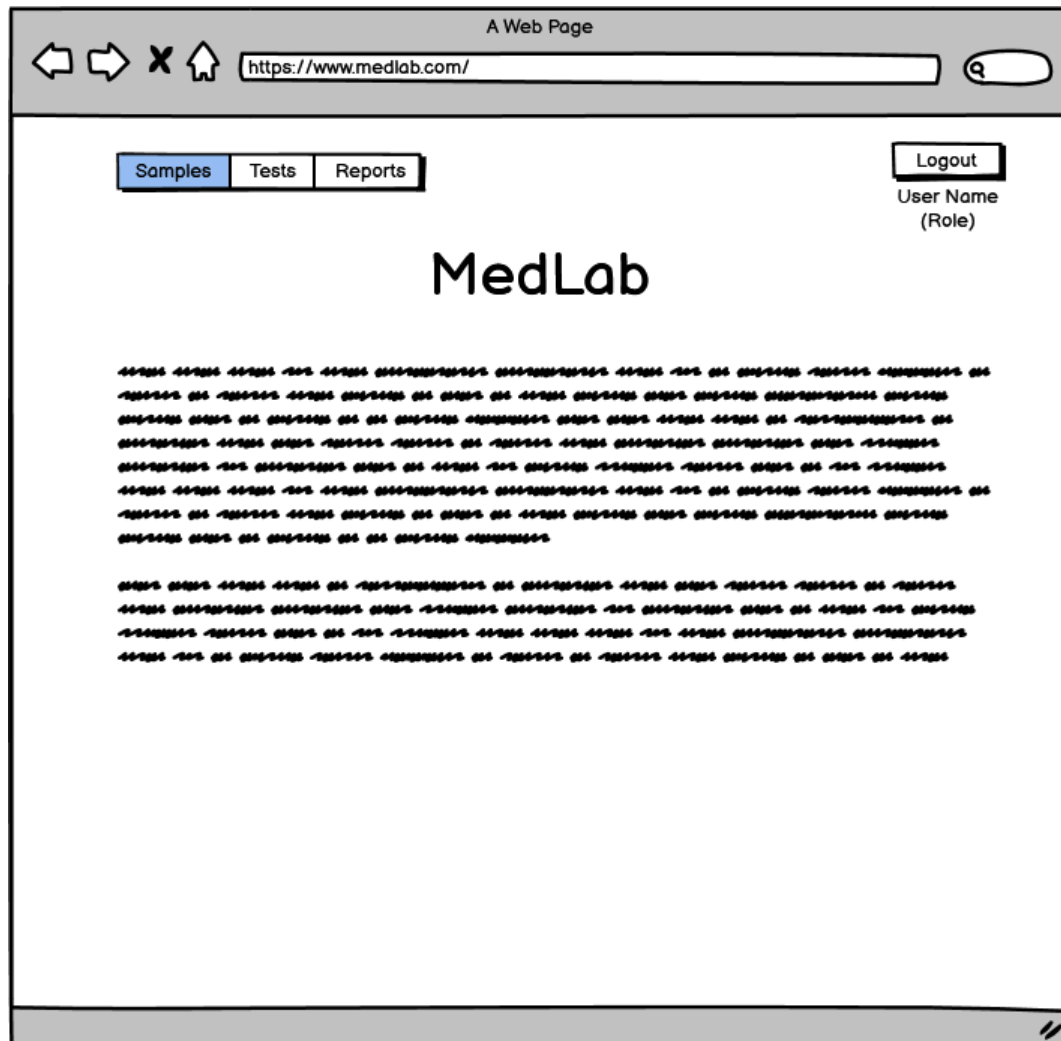 A Web Page
https://www.medlab.com/
Samples Tests Reports
Logout
User Name
(Role)
MedLab